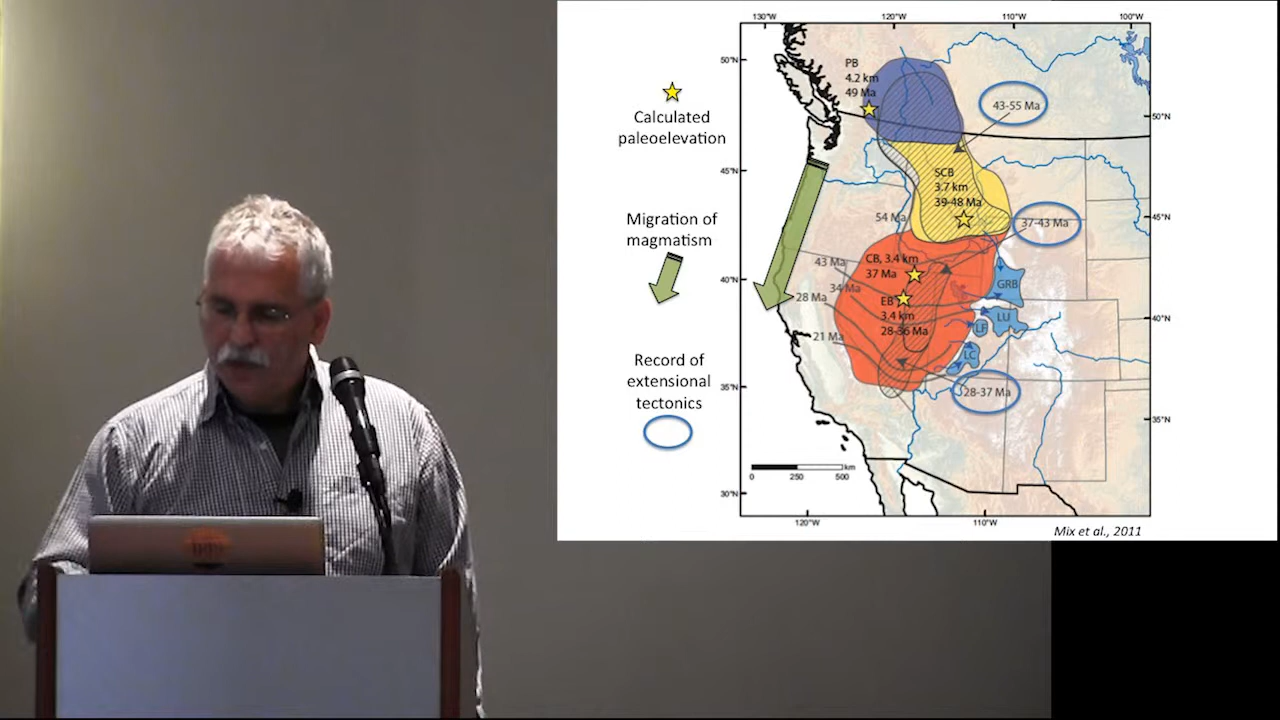 Calculated
paleoelevation
Migration of
magmatism
Record of
extensional
tectonics
130°W
120°W
110°W
100°W
50°N
45°N
40°N
35°N
30°N
50°N
45°N
40°N
35°N
120°W
110°W
PB
4.2 km
49 Ma
43-55 Ma
SCB
3.7 km
39-48 Ma
54 Ma
37-43 Ma
CB, 3.4 km
37 Ma
43 Ma
34 Ma
28 Ma
EB
3.4 km
28-36 Ma
21 Ma
GRB
LU
LF
LC
28-37 Ma
km
0 250 500
Mix et al., 2011